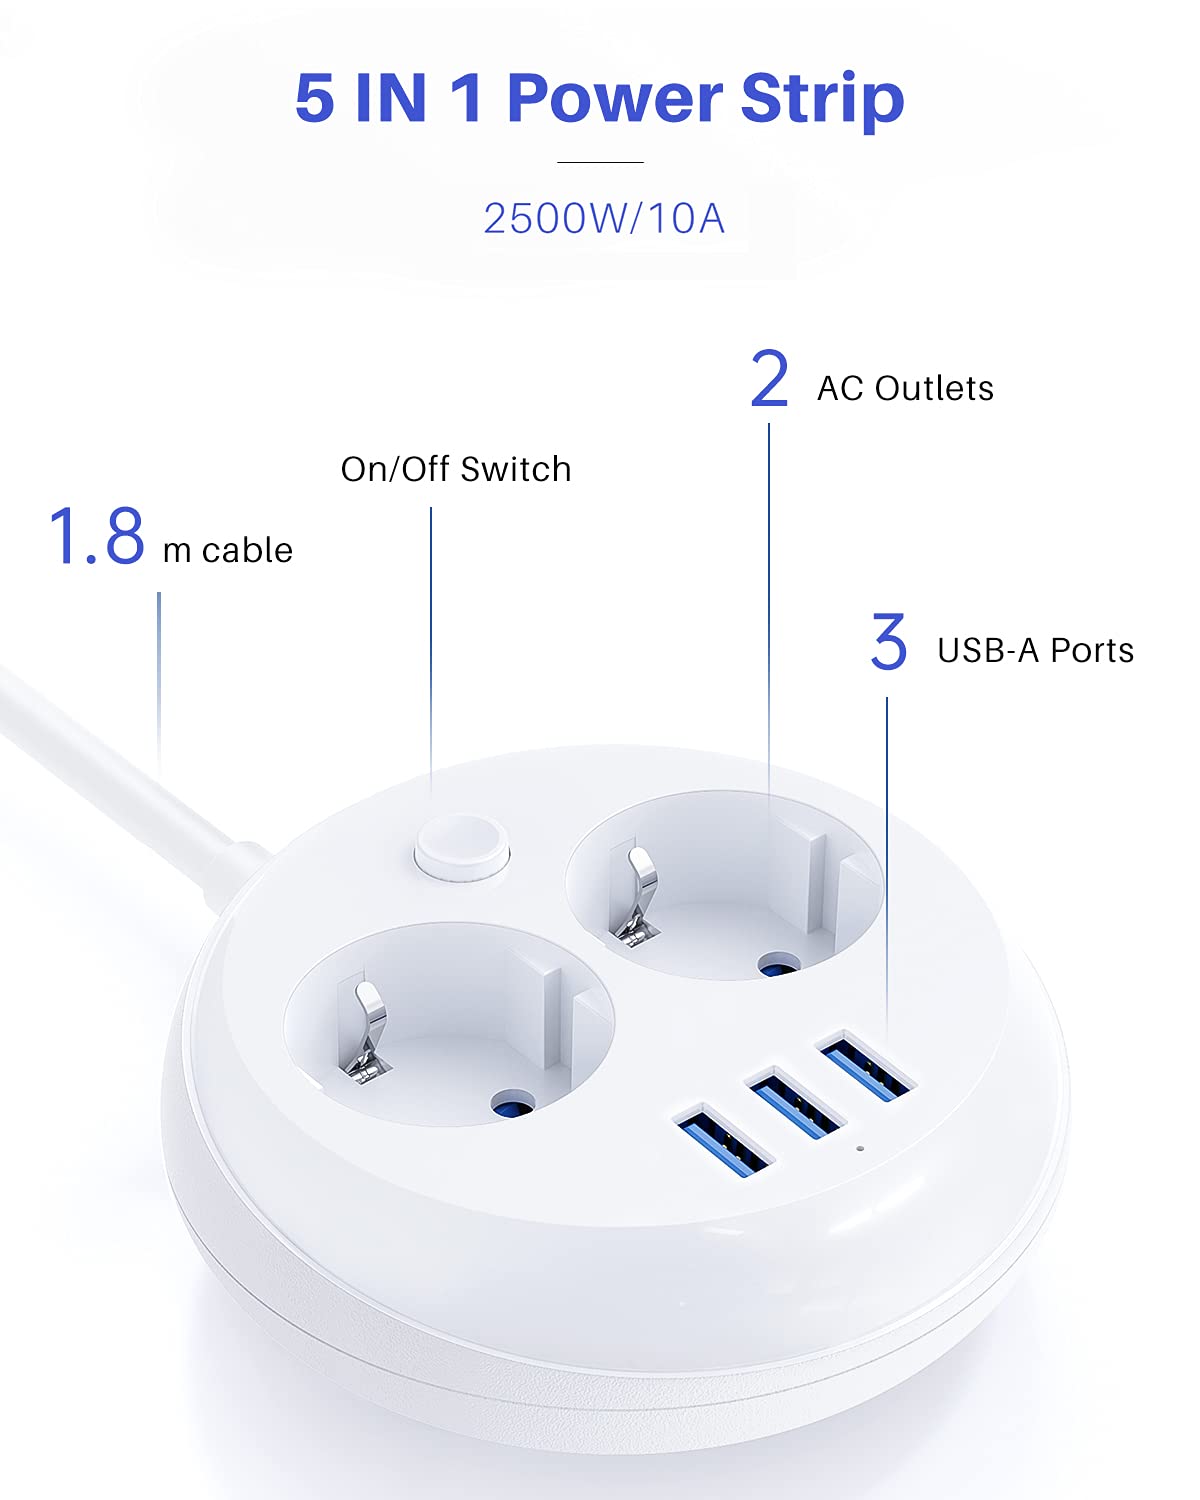 5 IN 1 Power Strip
2500W/10A
2 AC Outlets
On/Off Switch
1.8 m cable
3 USB-A Ports